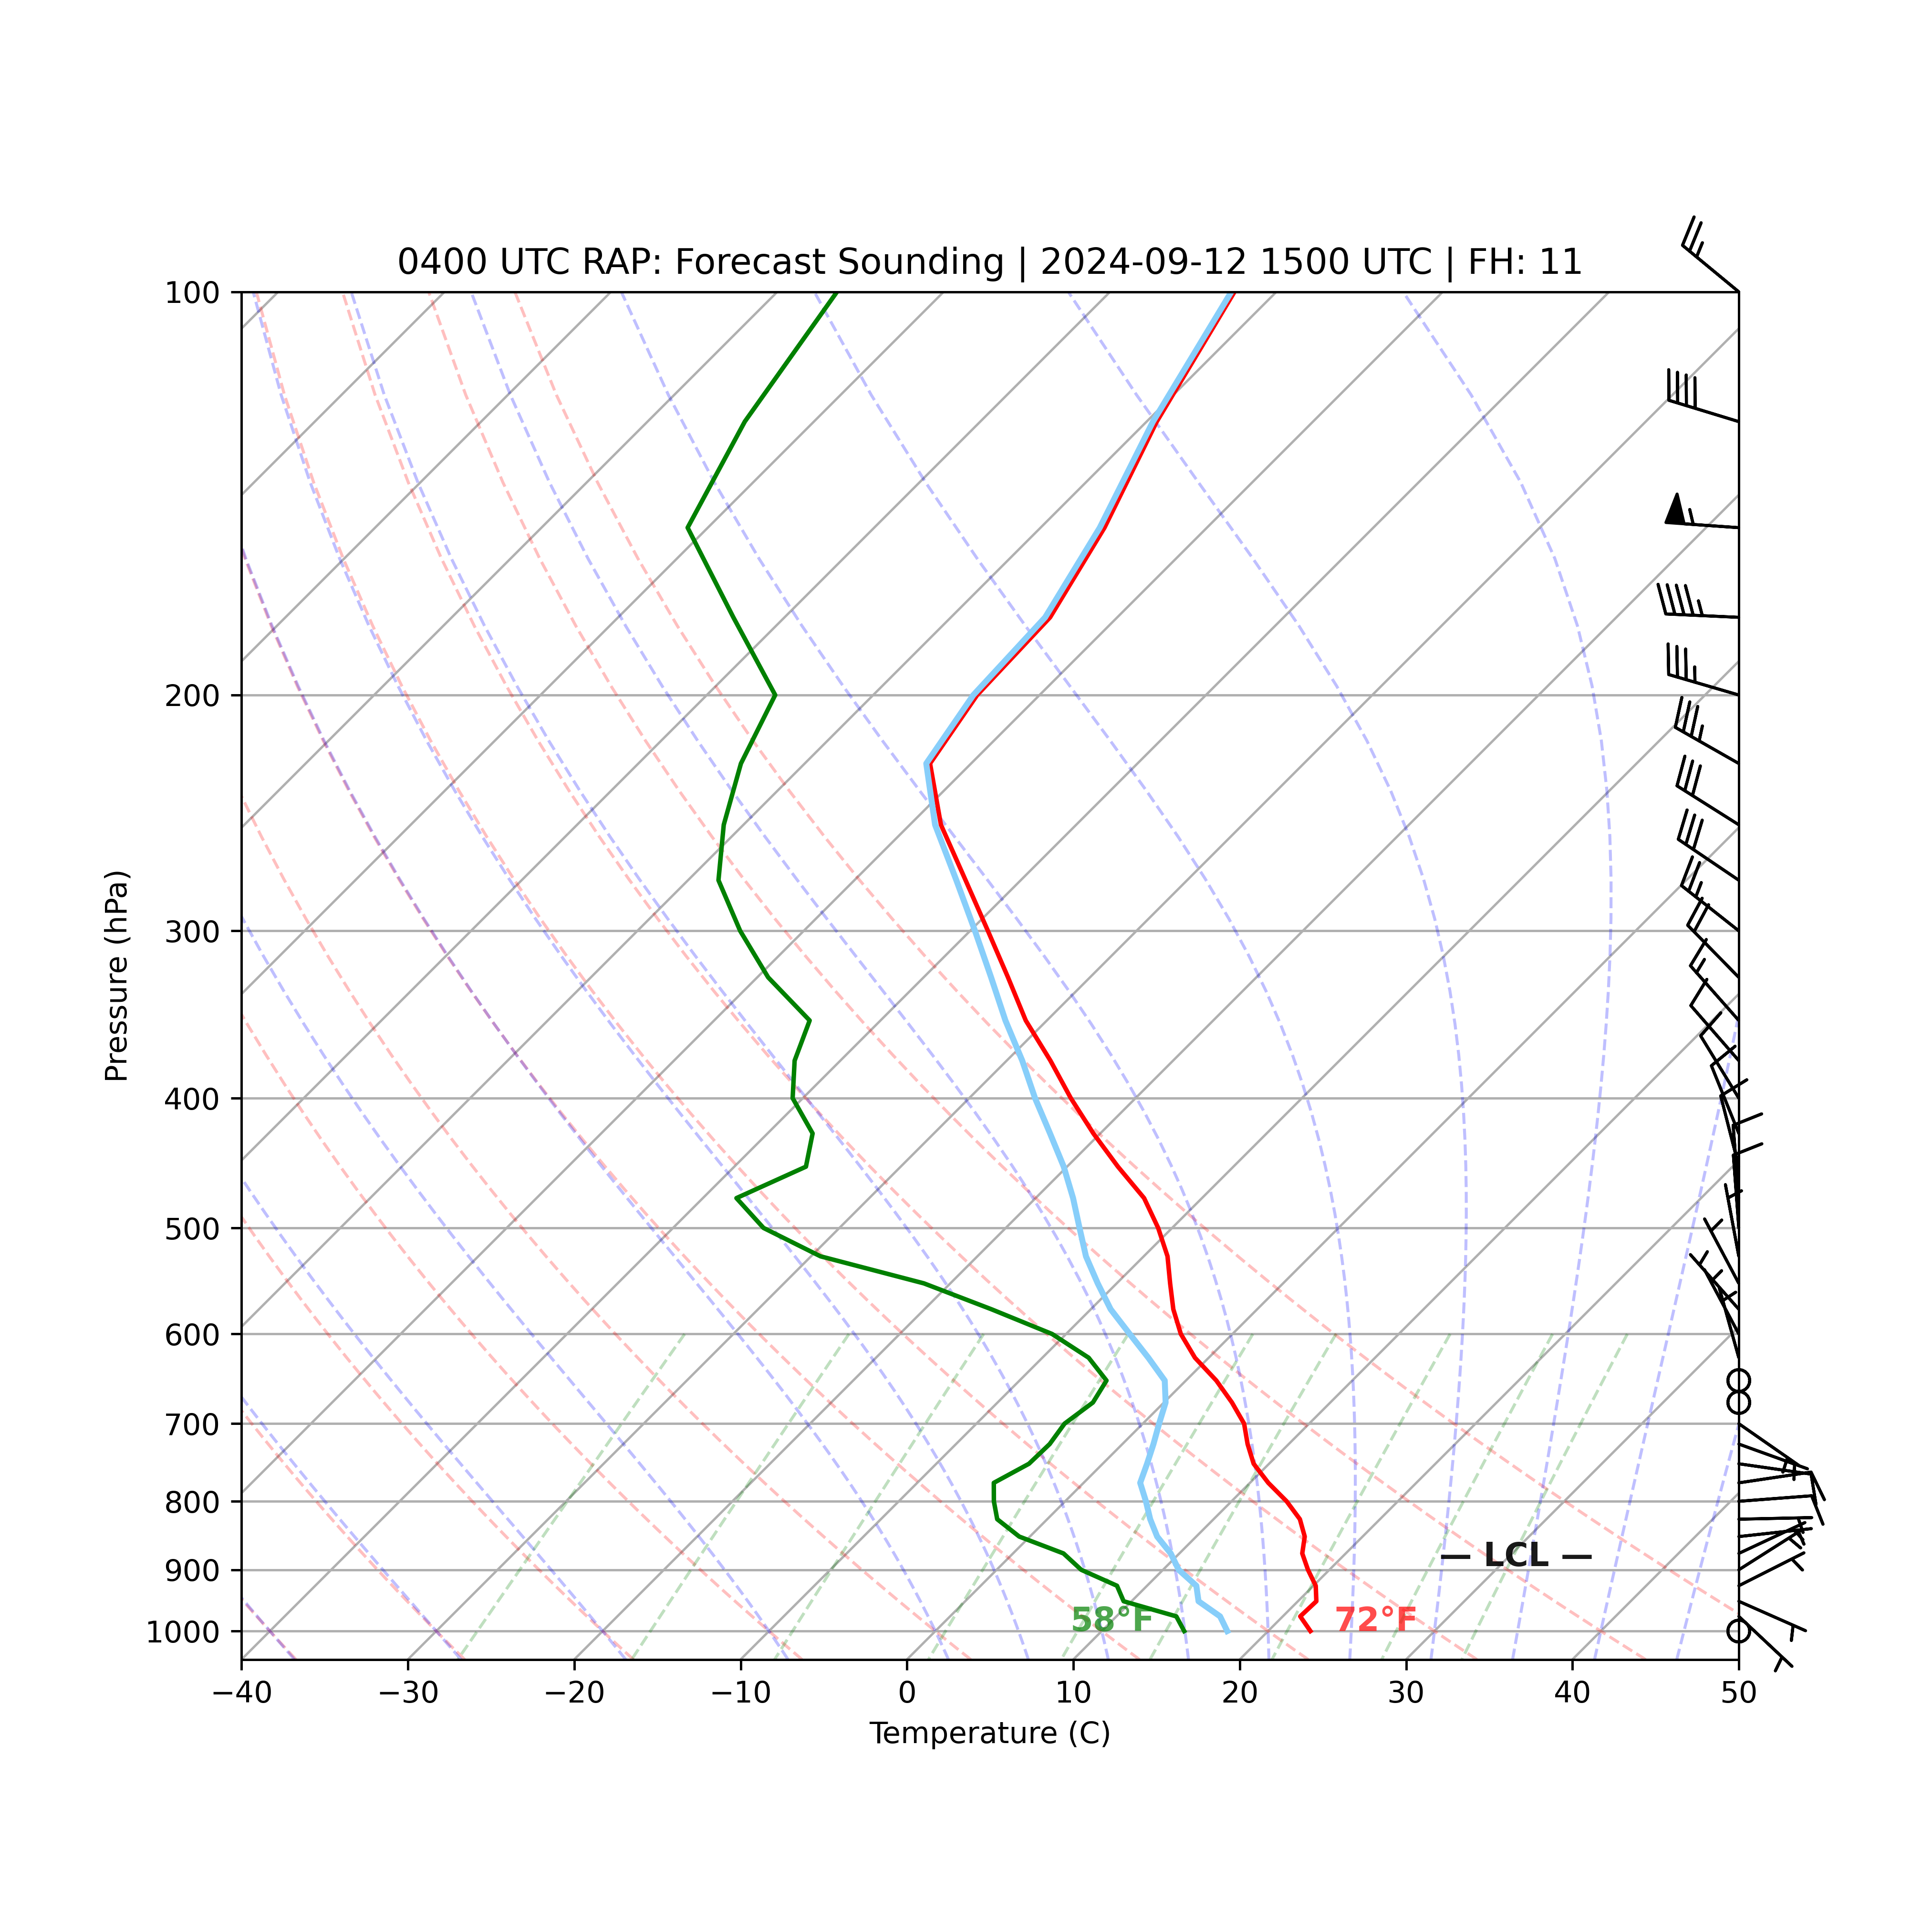 0400 UTC RAP: Forecast Sounding | 2024-09-12 1500 UTC | FH: 11
100
200
300
400
500
600
700
800
900
1000
Pressure (hPa)
— LCL —
58°F
72°F
−40 −30 −20 −10 0 10 20 30 40 50
Temperature (C)